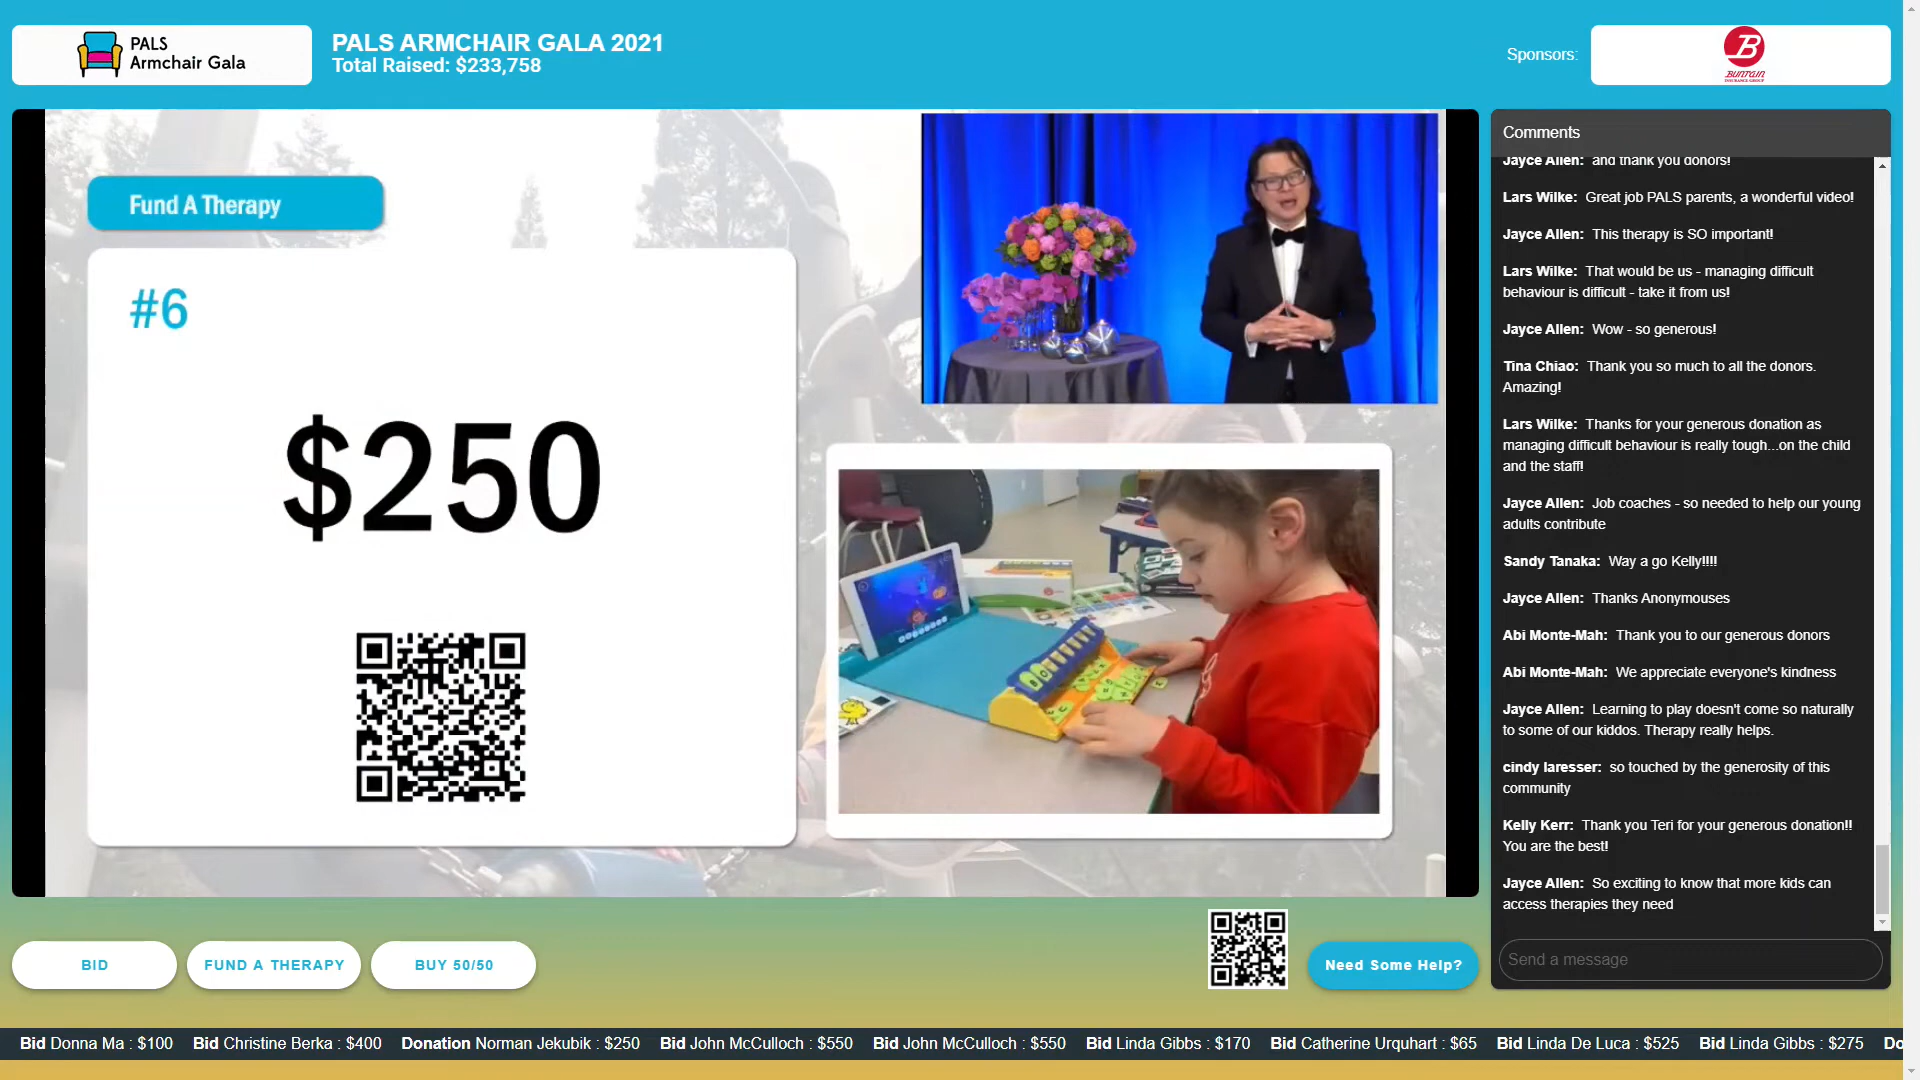 PALS
Armchair Gala
PALS ARMCHAIR GALA 2021
Total Raised: $233,758
Sponsors:
B
BUNTAIN
INSURANCE GROUP
Fund A Therapy
#6
$250
Comments
Jayce Allen: and thank you donors!
Lars Wilke: Great job PALS parents, a wonderful video!
Jayce Allen: This therapy is SO important!
Lars Wilke: That would be us - managing difficult
behaviour is difficult - take it from us!
Jayce Allen: Wow - so generous!
Tina Chiao: Thank you so much to all the donors.
Amazing!
Lars Wilke: Thanks for your generous donation as
managing difficult behaviour is really tough...on the child
and the staff!
Jayce Allen: Job coaches - so needed to help our young
adults contribute
Sandy Tanaka: Way a go Kelly!!!!
Jayce Allen: Thanks Anonymouses
Abi Monte-Mah: Thank you to our generous donors
Abi Monte-Mah: We appreciate everyone's kindness
Jayce Allen: Learning to play doesn't come so naturally
to some of our kiddos. Therapy really helps.
cindy laresser: so touched by the generosity of this
community
Kelly Kerr: Thank you Teri for your generous donation!!
You are the best!
Jayce Allen: So exciting to know that more kids can
access therapies they need
Send a message
BID
FUND A THERAPY
BUY 50/50
Need Some Help?
Bid Donna Ma : $100 Bid Christine Berka : $400 Donation Norman Jekubik : $250 Bid John McCulloch : $550 Bid John McCulloch : $550 Bid Linda Gibbs : $170 Bid Catherine Urquhart : $65 Bid Linda De Luca : $525 Bid Linda Gibbs : $275 Do